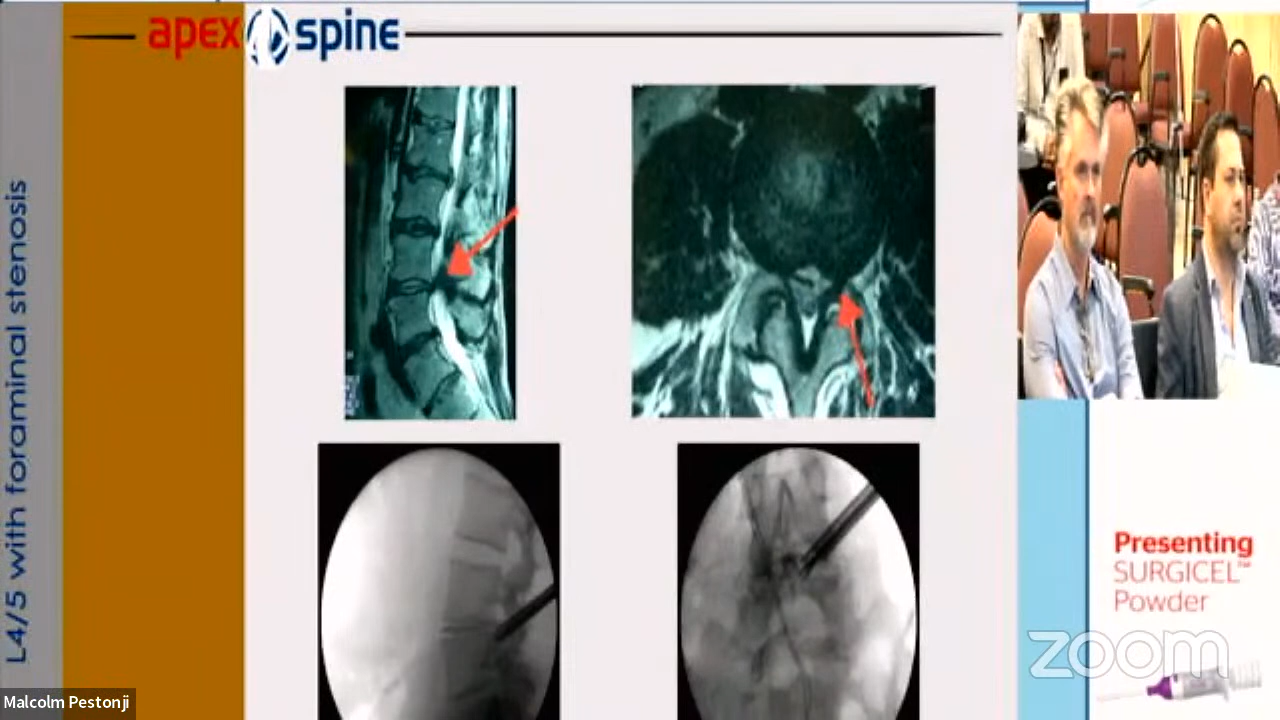 apex spine
L4/5 with foraminal stenosis
Presenting
SURGICEL™
Powder
zoom
Malcolm Pestonji